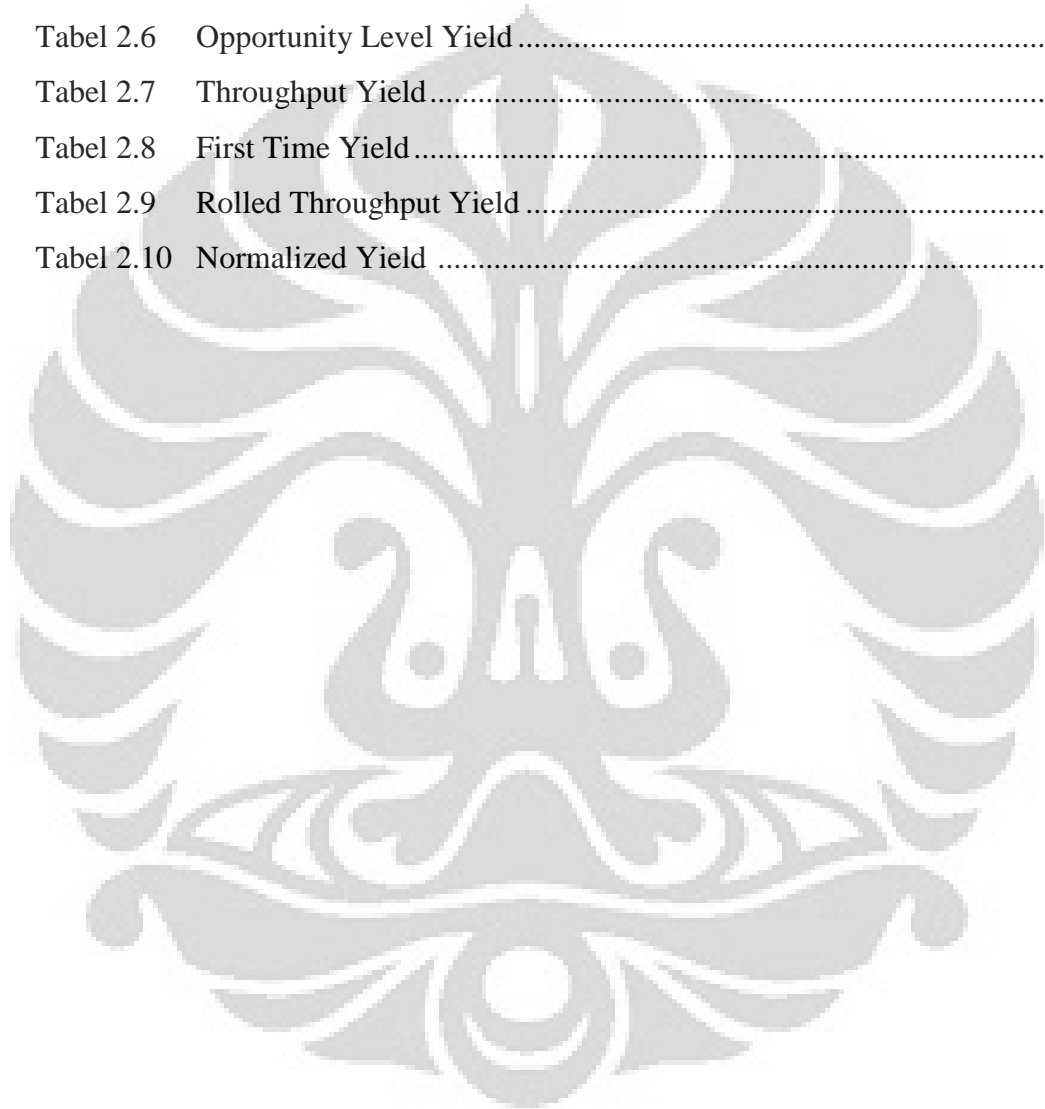 Tabel 2.6 Opportunity Level Yield ........................................................................
Tabel 2.7 Throughput Yield...................................................................................
Tabel 2.8 First Time Yield.....................................................................................
Tabel 2.9 Rolled Throughput Yield .......................................................................
Tabel 2.10 Normalized Yield ..................................................................................